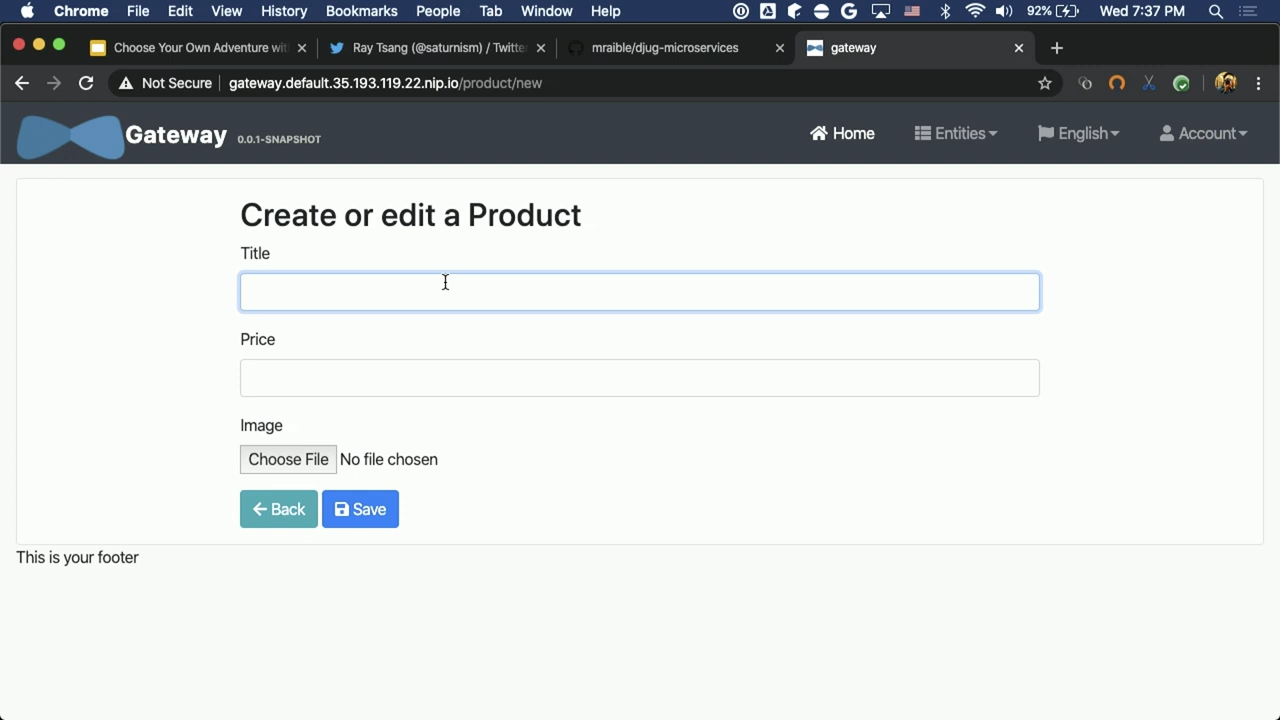 Chrome File Edit View History Bookmarks People Tab Window Help 92% Wed 7:37 PM
Choose Your Own Adventure wit Ray Tsang (@saturnism) / Twitte mraible/djug-microservices gateway
Not Secure gateway.default.35.193.119.22.nip.io/product/new
Gateway 0.0.1-SNAPSHOT Home Entities English Account
Create or edit a Product
Title
Price
Image
Choose File No file chosen
Back Save
This is your footer